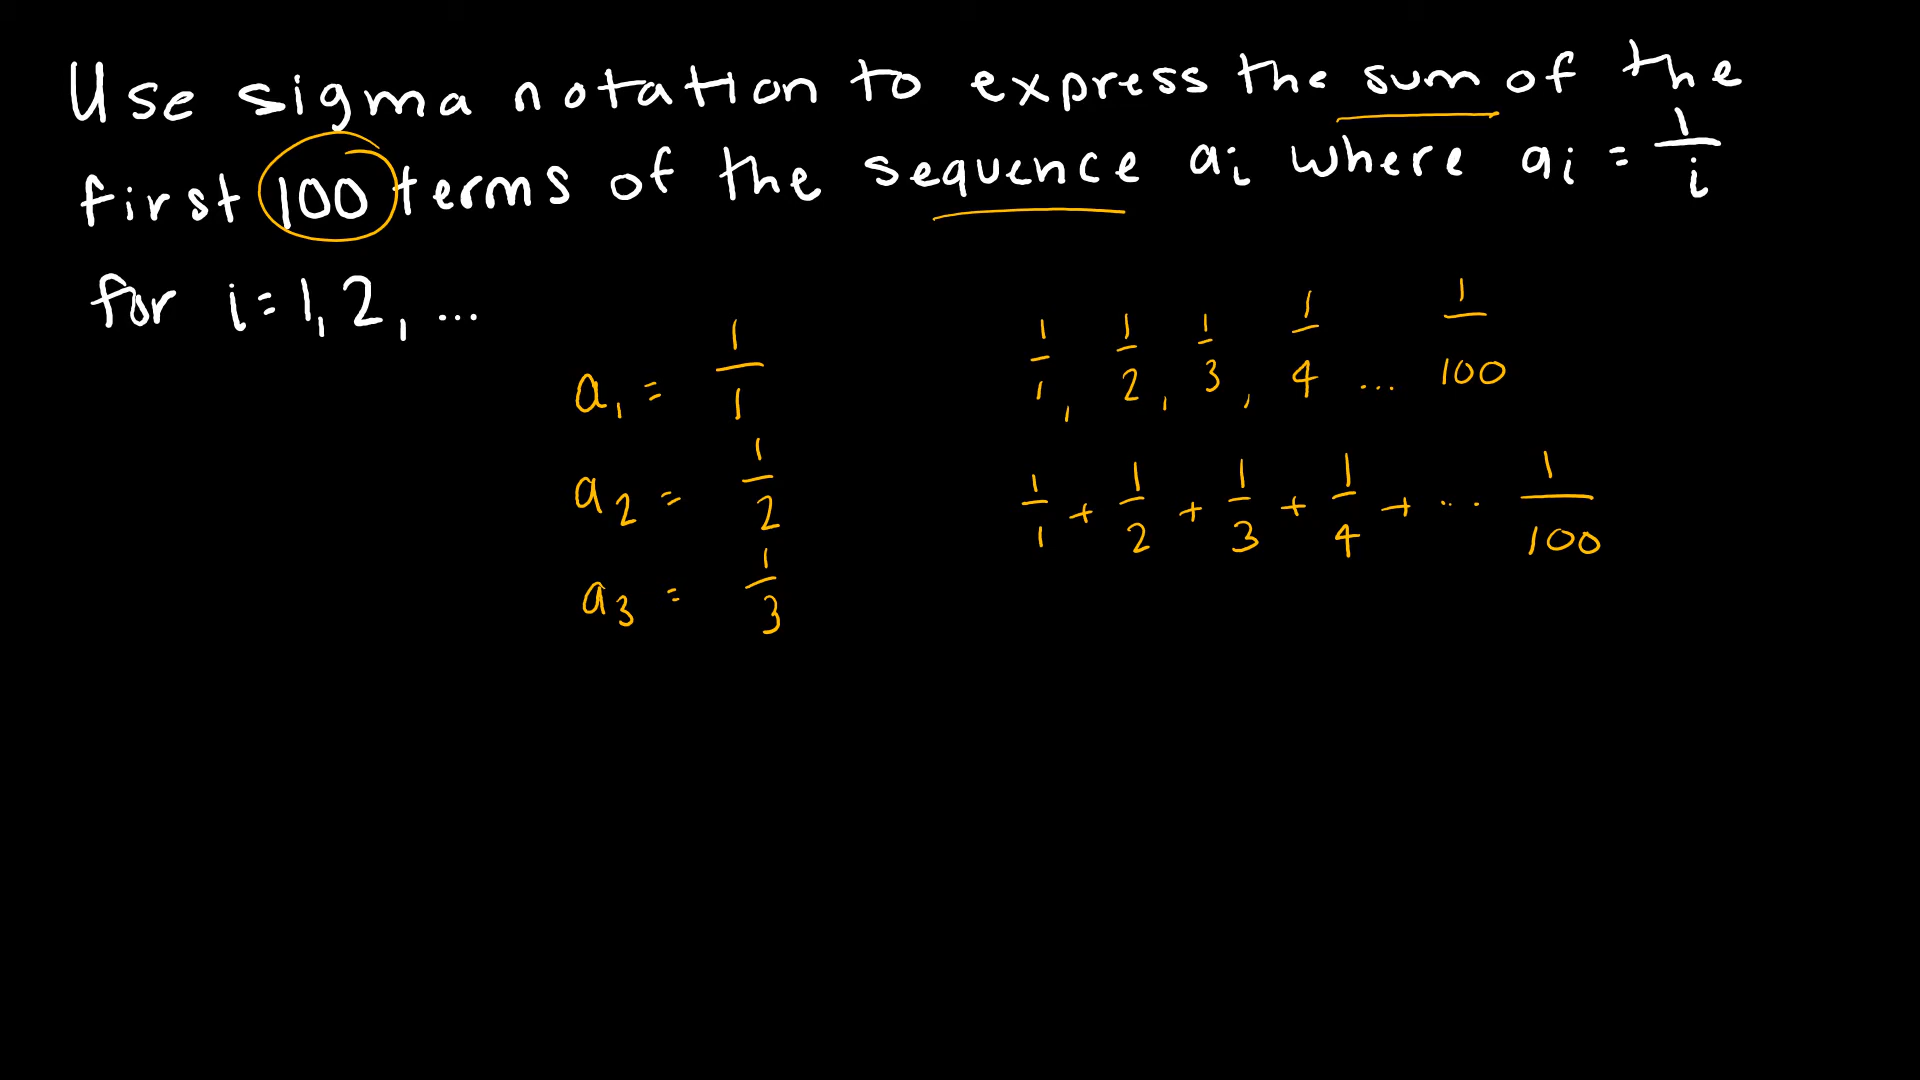 Use sigma notation to express the sum of the
first 100 terms of the sequence aᵢ where aᵢ = 1/i
for i = 1, 2, ...
a₁ = 1/1
a₂ = 1/2
a₃ = 1/3
1/1, 1/2, 1/3, 1/4 ... 1/100
1/1 + 1/2 + 1/3 + 1/4 + ... 1/100